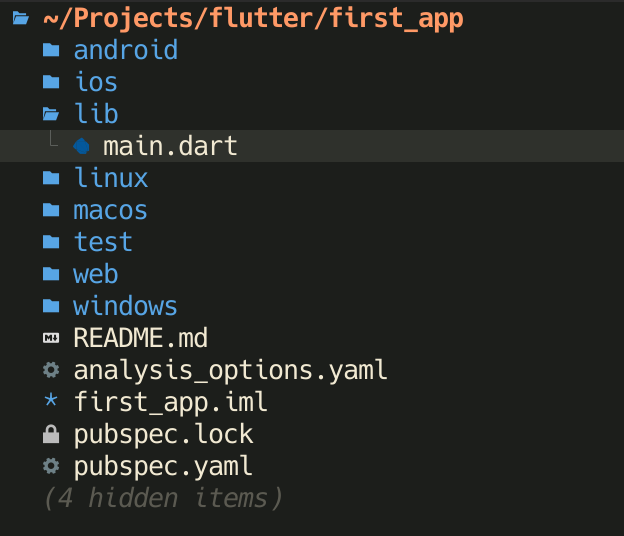 ~/Projects/flutter/first_app
android
ios
lib
main.dart
linux
macos
test
web
windows
README.md
analysis_options.yaml
* first_app.iml
pubspec.lock
pubspec.yaml
(4 hidden items)